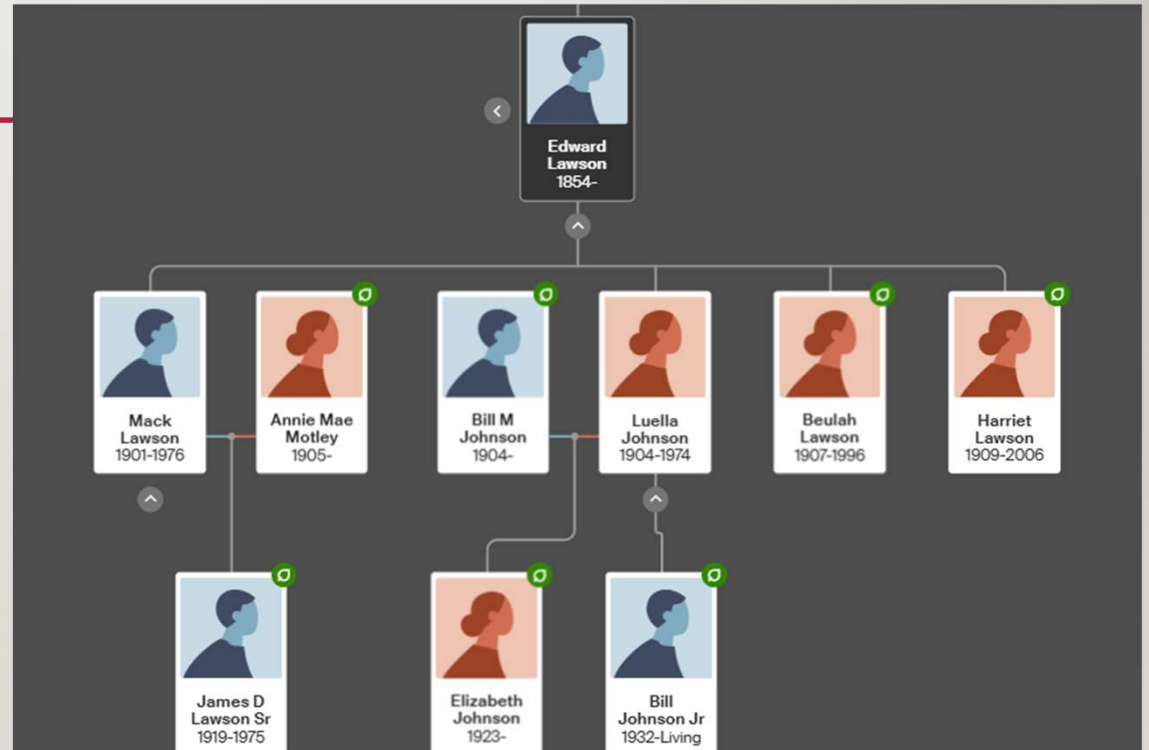 Edward
Lawson
1854-
Mack
Lawson
1901-1976
Annie Mae
Motley
1905-
Bill M
Johnson
1904-
Luella
Johnson
1904-1974
Beulah
Lawson
1907-1996
Harriet
Lawson
1909-2006
James D
Lawson Sr
1919-1975
Elizabeth
Johnson
1923-
Bill
Johnson Jr
1932-Living